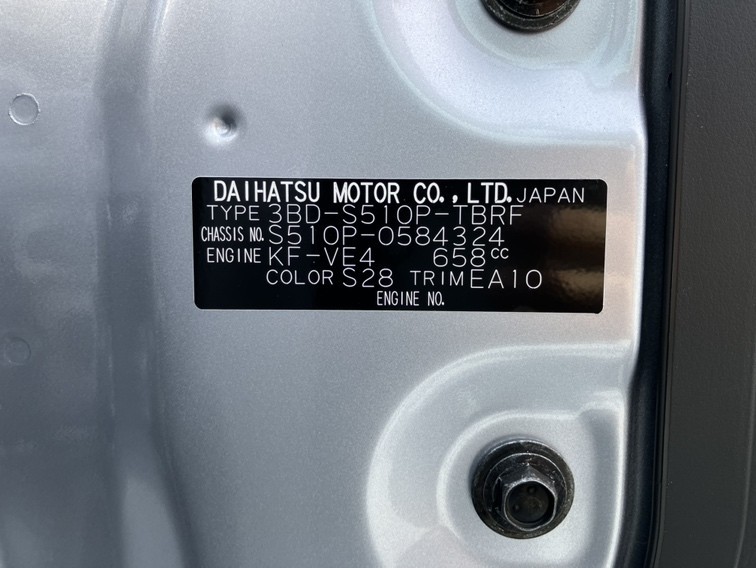 DAIHATSU MOTOR CO.,LTD. JAPAN
TYPE 3BD-S510P-TBRF
CHASSIS NO. S510P-0584324
ENGINE KF-VE4 658cc
COLOR S28 TRIM EA10
ENGINE NO.